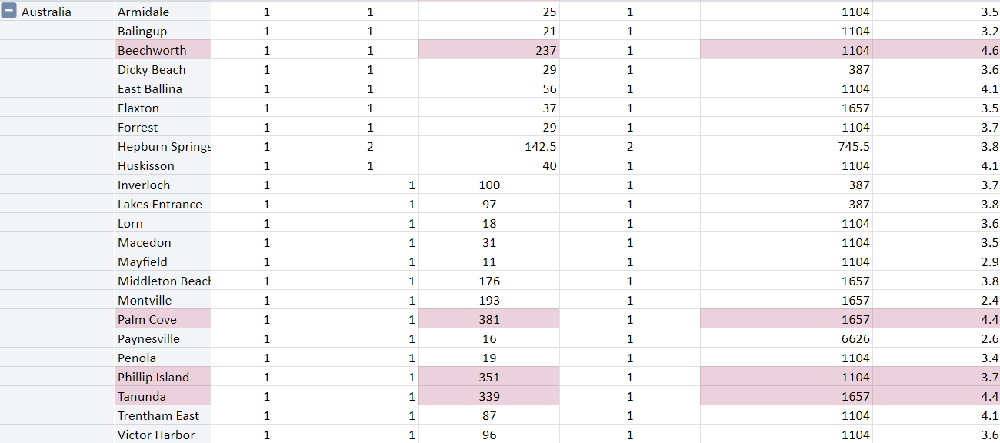 Australia Armidale 1 1 25 1 1104 3.5
Balingup 1 1 21 1 1104 3.2
Beechworth 1 1 237 1 1104 4.6
Dicky Beach 1 1 29 1 387 3.6
East Ballina 1 1 56 1 1104 4.1
Flaxton 1 1 37 1 1657 3.5
Forrest 1 1 29 1 1104 3.7
Hepburn Springs 1 2 142.5 2 745.5 3.8
Huskisson 1 1 40 1 1104 4.1
Inverloch 1 1 100 1 387 3.7
Lakes Entrance 1 1 97 1 387 3.8
Lorn 1 1 18 1 1104 3.6
Macedon 1 1 31 1 1104 3.5
Mayfield 1 1 11 1 1104 2.9
Middleton Beach 1 1 176 1 1657 3.8
Montville 1 1 193 1 1657 2.4
Palm Cove 1 1 381 1 1657 4.4
Paynesville 1 1 16 1 6626 2.6
Penola 1 1 19 1 1104 3.4
Phillip Island 1 1 351 1 1104 3.7
Tanunda 1 1 339 1 1657 4.4
Trentham East 1 1 87 1 1104 4.1
Victor Harbor 1 1 96 1 1104 3.6